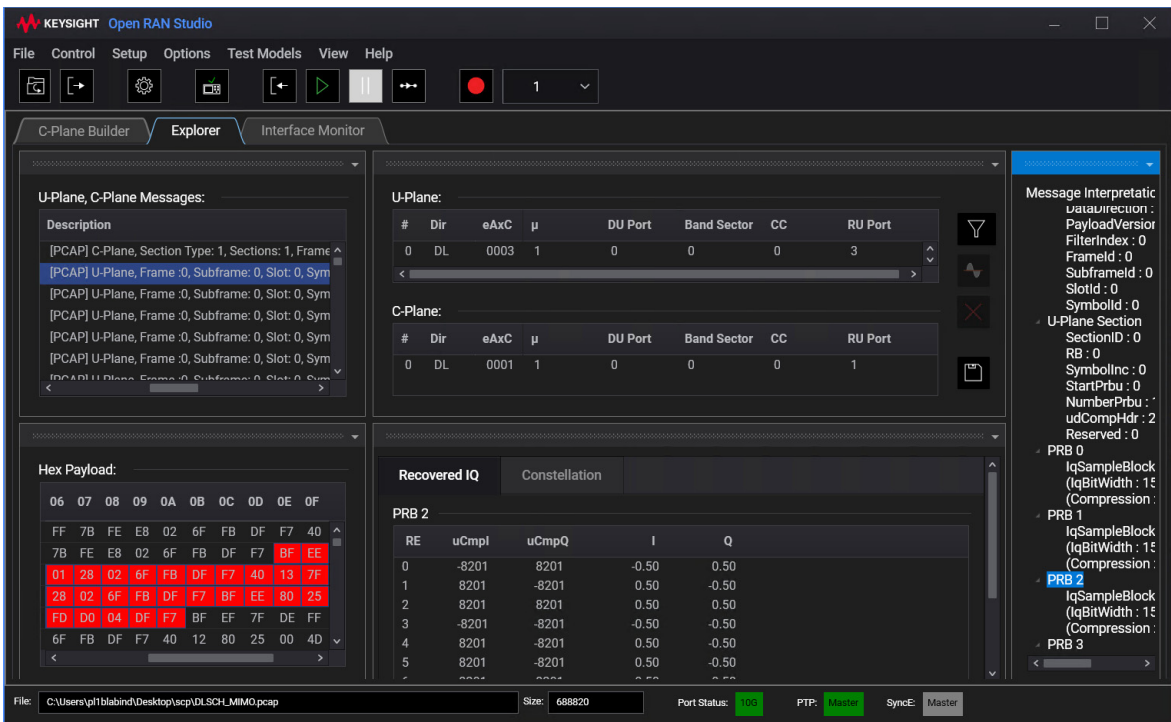 KEYSIGHT Open RAN Studio
File Control Setup Options Test Models View Help
1
C-Plane Builder Explorer Interface Monitor
U-Plane, C-Plane Messages:
Description
[PCAP] C-Plane, Section Type: 1, Sections: 1, Frame
[PCAP] U-Plane, Frame :0, Subframe: 0, Slot: 0, Sym
[PCAP] U-Plane, Frame :0, Subframe: 0, Slot: 0, Sym
[PCAP] U-Plane, Frame :0, Subframe: 0, Slot: 0, Sym
[PCAP] U-Plane, Frame :0, Subframe: 0, Slot: 0, Sym
[PCAP] U-Plane, Frame :0, Subframe: 0, Slot: 0, Sym
[PCAP] U-Plane, Frame :0, Subframe: 0, Slot: 0, Sym
U-Plane:
# Dir eAxC μ DU Port Band Sector CC RU Port
0 DL 0003 1 0 0 0 3
C-Plane:
# Dir eAxC μ DU Port Band Sector CC RU Port
0 DL 0001 1 0 0 0 1
Hex Payload:
06 07 08 09 0A 0B 0C 0D 0E 0F
FF 7B FE E8 02 6F FB DF F7 40
7B FE E8 02 6F FB DF F7 BF EE
01 28 02 6F FB DF F7 40 13 7F
28 02 6F FB DF F7 BF EE 80 25
FD D0 04 DF F7 BF EF 7F DE FF
6F FB DF F7 40 12 80 25 00 4D
Recovered IQ Constellation
PRB 2
RE uCmpI uCmpQ I Q
0 -8201 8201 -0.50 0.50
1 8201 -8201 0.50 -0.50
2 8201 8201 0.50 0.50
3 -8201 -8201 -0.50 -0.50
4 8201 -8201 0.50 -0.50
5 8201 -8201 0.50 -0.50
Message Interpretatic
DataDirection :
PayloadVersior
FilterIndex : 0
FrameId : 0
SubframeId : 0
SlotId : 0
SymbolId : 0
U-Plane Section
SectionID : 0
RB : 0
SymbolInc : 0
StartPrbu : 0
NumberPrbu :
udCompHdr : 2
Reserved : 0
PRB 0
IqSampleBlock
(IqBitWidth : 15
(Compression :
PRB 1
IqSampleBlock
(IqBitWidth : 15
(Compression :
PRB 2
IqSampleBlock
(IqBitWidth : 15
(Compression :
PRB 3
File: C:\Users\pl1blabind\Desktop\scp\DLSCH_MIMO.pcap Size: 688820 Port Status: 10G PTP: Master SyncE: Master